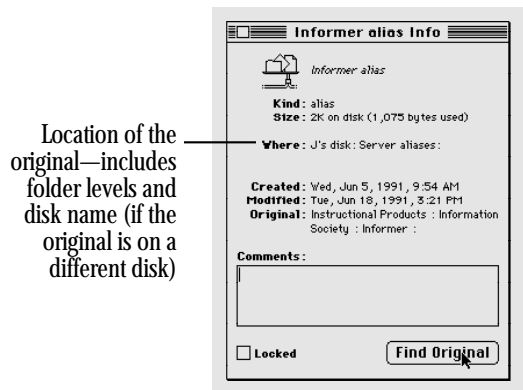 Informer alias Info
Informer alias
Kind: alias
Size: 2K on disk (1,075 bytes used)
Where: J's disk: Server aliases:
Created: Wed, Jun 5, 1991, 9:54 AM
Modified: Tue, Jun 18, 1991, 3:21 PM
Original: Instructional Products : Information
Society : Informer :
Comments:
Locked
Find Original
Location of the
original—includes
folder levels and
disk name (if the
original is on a
different disk)